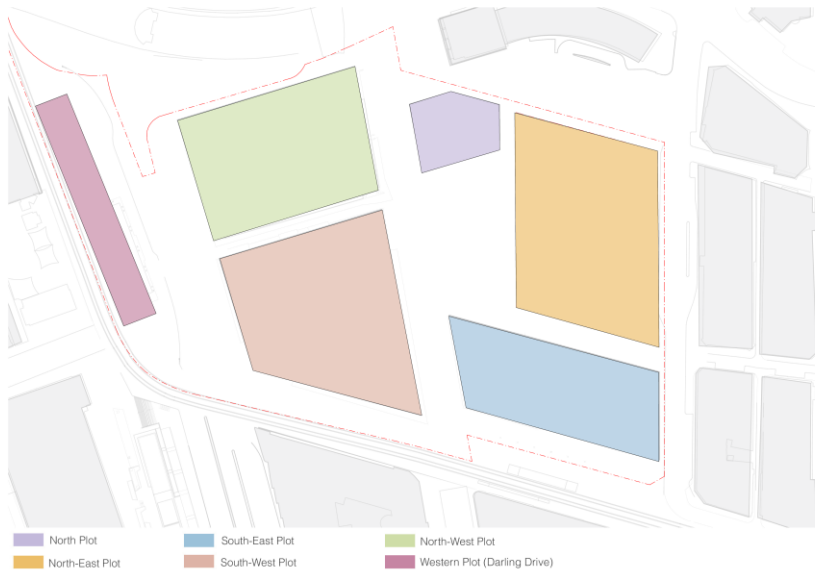 North Plot
South-East Plot
North-West Plot
North-East Plot
South-West Plot
Western Plot (Darling Drive)